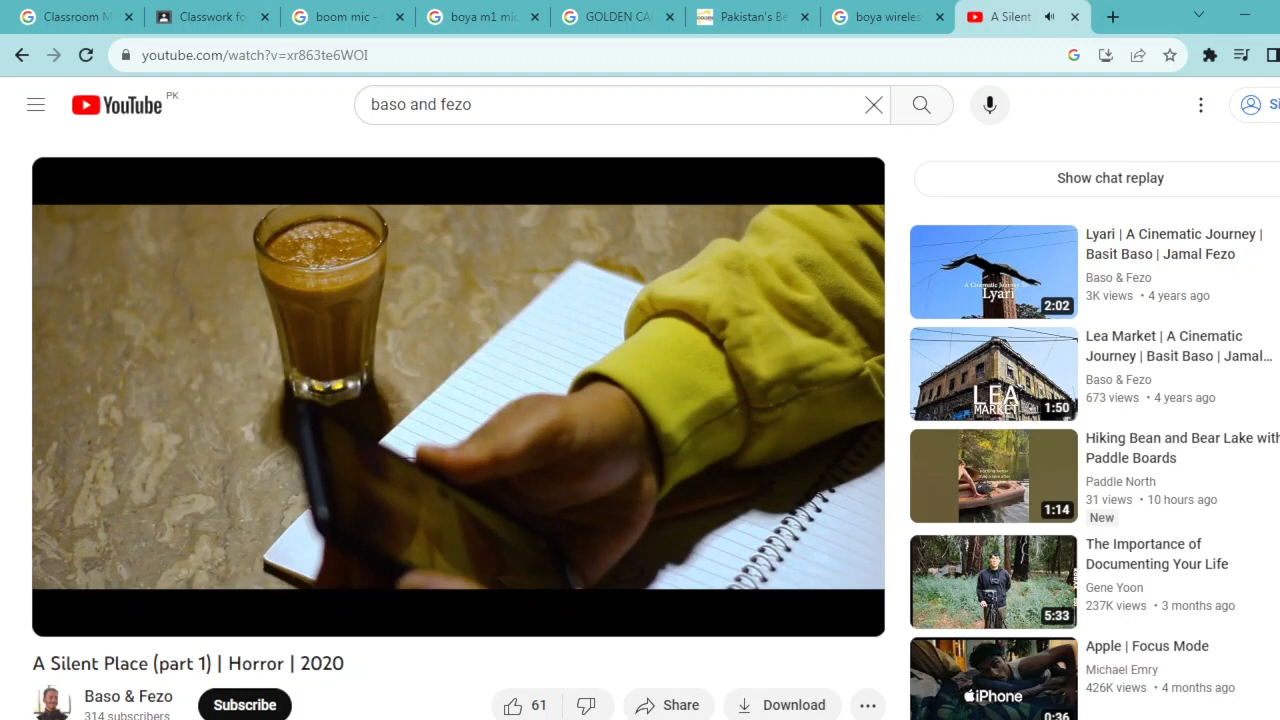 Classroom M
Classwork fo
boom mic -
boya m1 mic
GOLDEN CA
Pakistan's Be
boya wireles
A Silent
youtube.com/watch?v=xr863te6WOI
YouTube PK
baso and fezo
Si
Show chat replay
Lyari | A Cinematic Journey |
Basit Baso | Jamal Fezo
Baso & Fezo
3K views • 4 years ago
A Cinematic Journey To
Lyari
2:02
Lea Market | A Cinematic
Journey | Basit Baso | Jamal...
Baso & Fezo
673 views • 4 years ago
LEA
MARKET
1:50
Hiking Bean and Bear Lake with
Paddle Boards
Paddle North
31 views • 10 hours ago
New
1:14
The Importance of
Documenting Your Life
Gene Yoon
237K views • 3 months ago
5:33
Apple | Focus Mode
Michael Emry
426K views • 4 months ago
iPhone
0:36
A Silent Place (part 1) | Horror | 2020
Baso & Fezo
314 subscribers
Subscribe
61
Share
Download